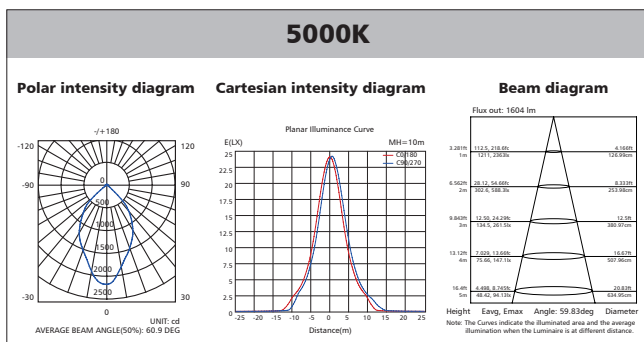 5000K
Polar intensity diagram
Cartesian intensity diagram
Beam diagram
-/+180
-120
120
-90
90
-30
30
0
0
500
1000
1500
2000
2500
UNIT: cd
AVERAGE BEAM ANGLE(50%): 60.9 DEG
Planar Illuminance Curve
E(LX)
MH=10m
C0/180
C90/270
25
22.5
20
17.5
15
12.5
10
7.5
5
2.5
0
-25 -20 -15 -10 -5 0 5 10 15 20 25
Distance(m)
Flux out: 1604 lm
3.281ft 112.5, 218.6fc 4.166ft
1m 1211, 2363lx 126.99cm
6.562ft 28.12, 54.66fc 8.333ft
2m 302.6, 588.3lx 253.98cm
9.843ft 12.50, 24.29fc 12.5ft
3m 134.5, 261.5lx 380.97cm
13.12ft 7.029, 13.66fc 16.67ft
4m 75.66, 147.1lx 507.96cm
16.4ft 4.498, 8.745fc 20.83ft
5m 48.42, 94.13lx 634.95cm
Height Eavg, Emax Angle: 59.83deg Diameter
Note: The Curves indicate the illuminated area and the average
illumination when the Luminaire is at different distance.